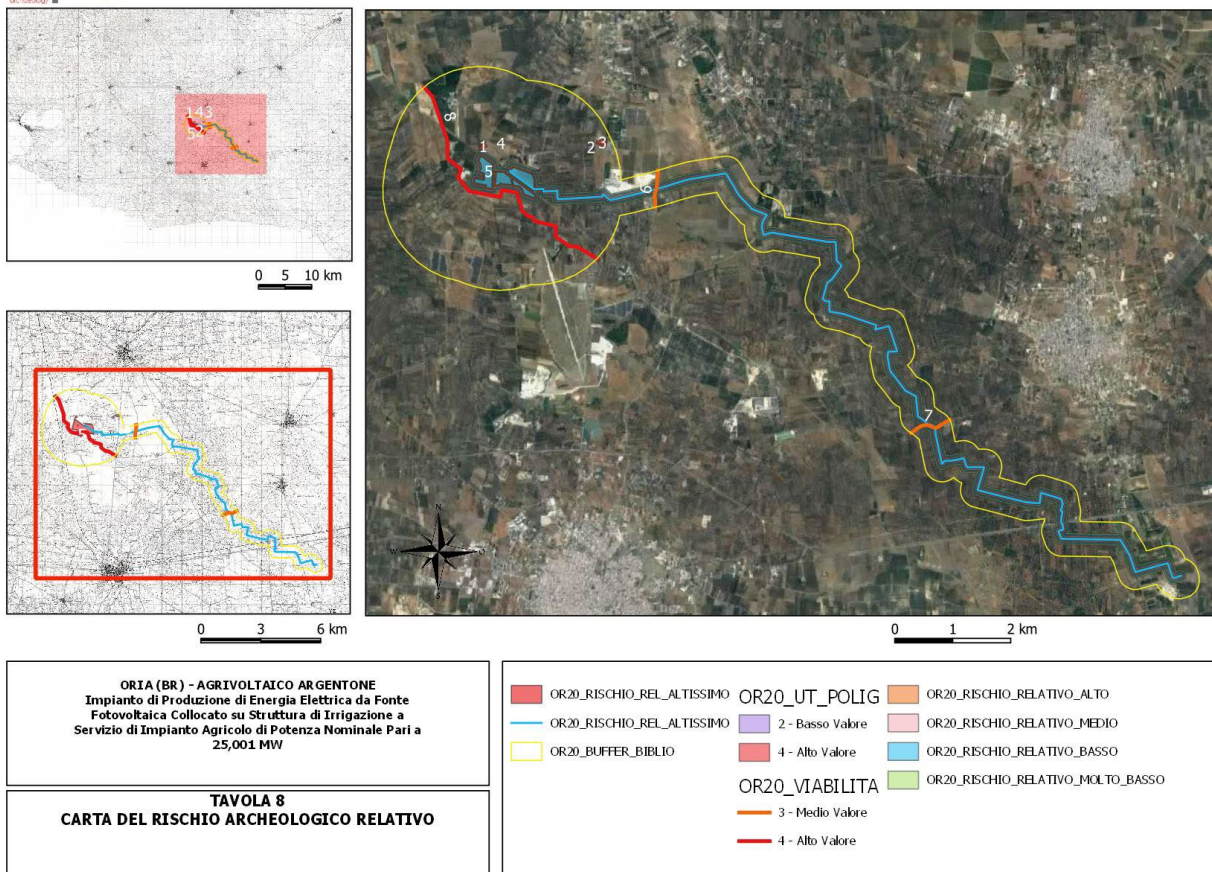 archeology
143
52
0 5 10 km
5
0 3 6 km
8
1
4
2
3
5
6
7
N
W
O
S
0 1 2 km
ORIA (BR) - AGRIVOLTAICO ARGENTONE
Impianto di Produzione di Energia Elettrica da Fonte
Fotovoltaica Collocato su Struttura di Irrigazione a
Servizio di Impianto Agricolo di Potenza Nominale Pari a
25,001 MW
TAVOLA 8
CARTA DEL RISCHIO ARCHEOLOGICO RELATIVO
OR20_RISCHIO_REL_ALTISSIMO
OR20_RISCHIO_REL_ALTISSIMO
OR20_BUFFER_BIBLIO
OR20_UT_POLIG
2 - Basso Valore
4 - Alto Valore
OR20_VIABILITA
3 - Medio Valore
4 - Alto Valore
OR20_RISCHIO_RELATIVO_ALTO
OR20_RISCHIO_RELATIVO_MEDIO
OR20_RISCHIO_RELATIVO_BASSO
OR20_RISCHIO_RELATIVO_MOLTO_BASSO